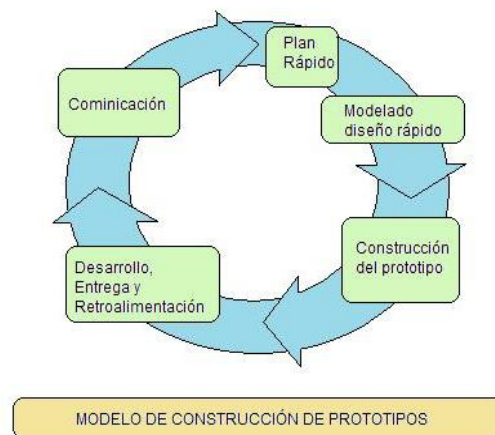 Plan
Rápido
Cominicación
Modelado
diseño rápido
Construcción
del prototipo
Desarrollo,
Entrega y
Retroalimentación
MODELO DE CONSTRUCCIÓN DE PROTOTIPOS